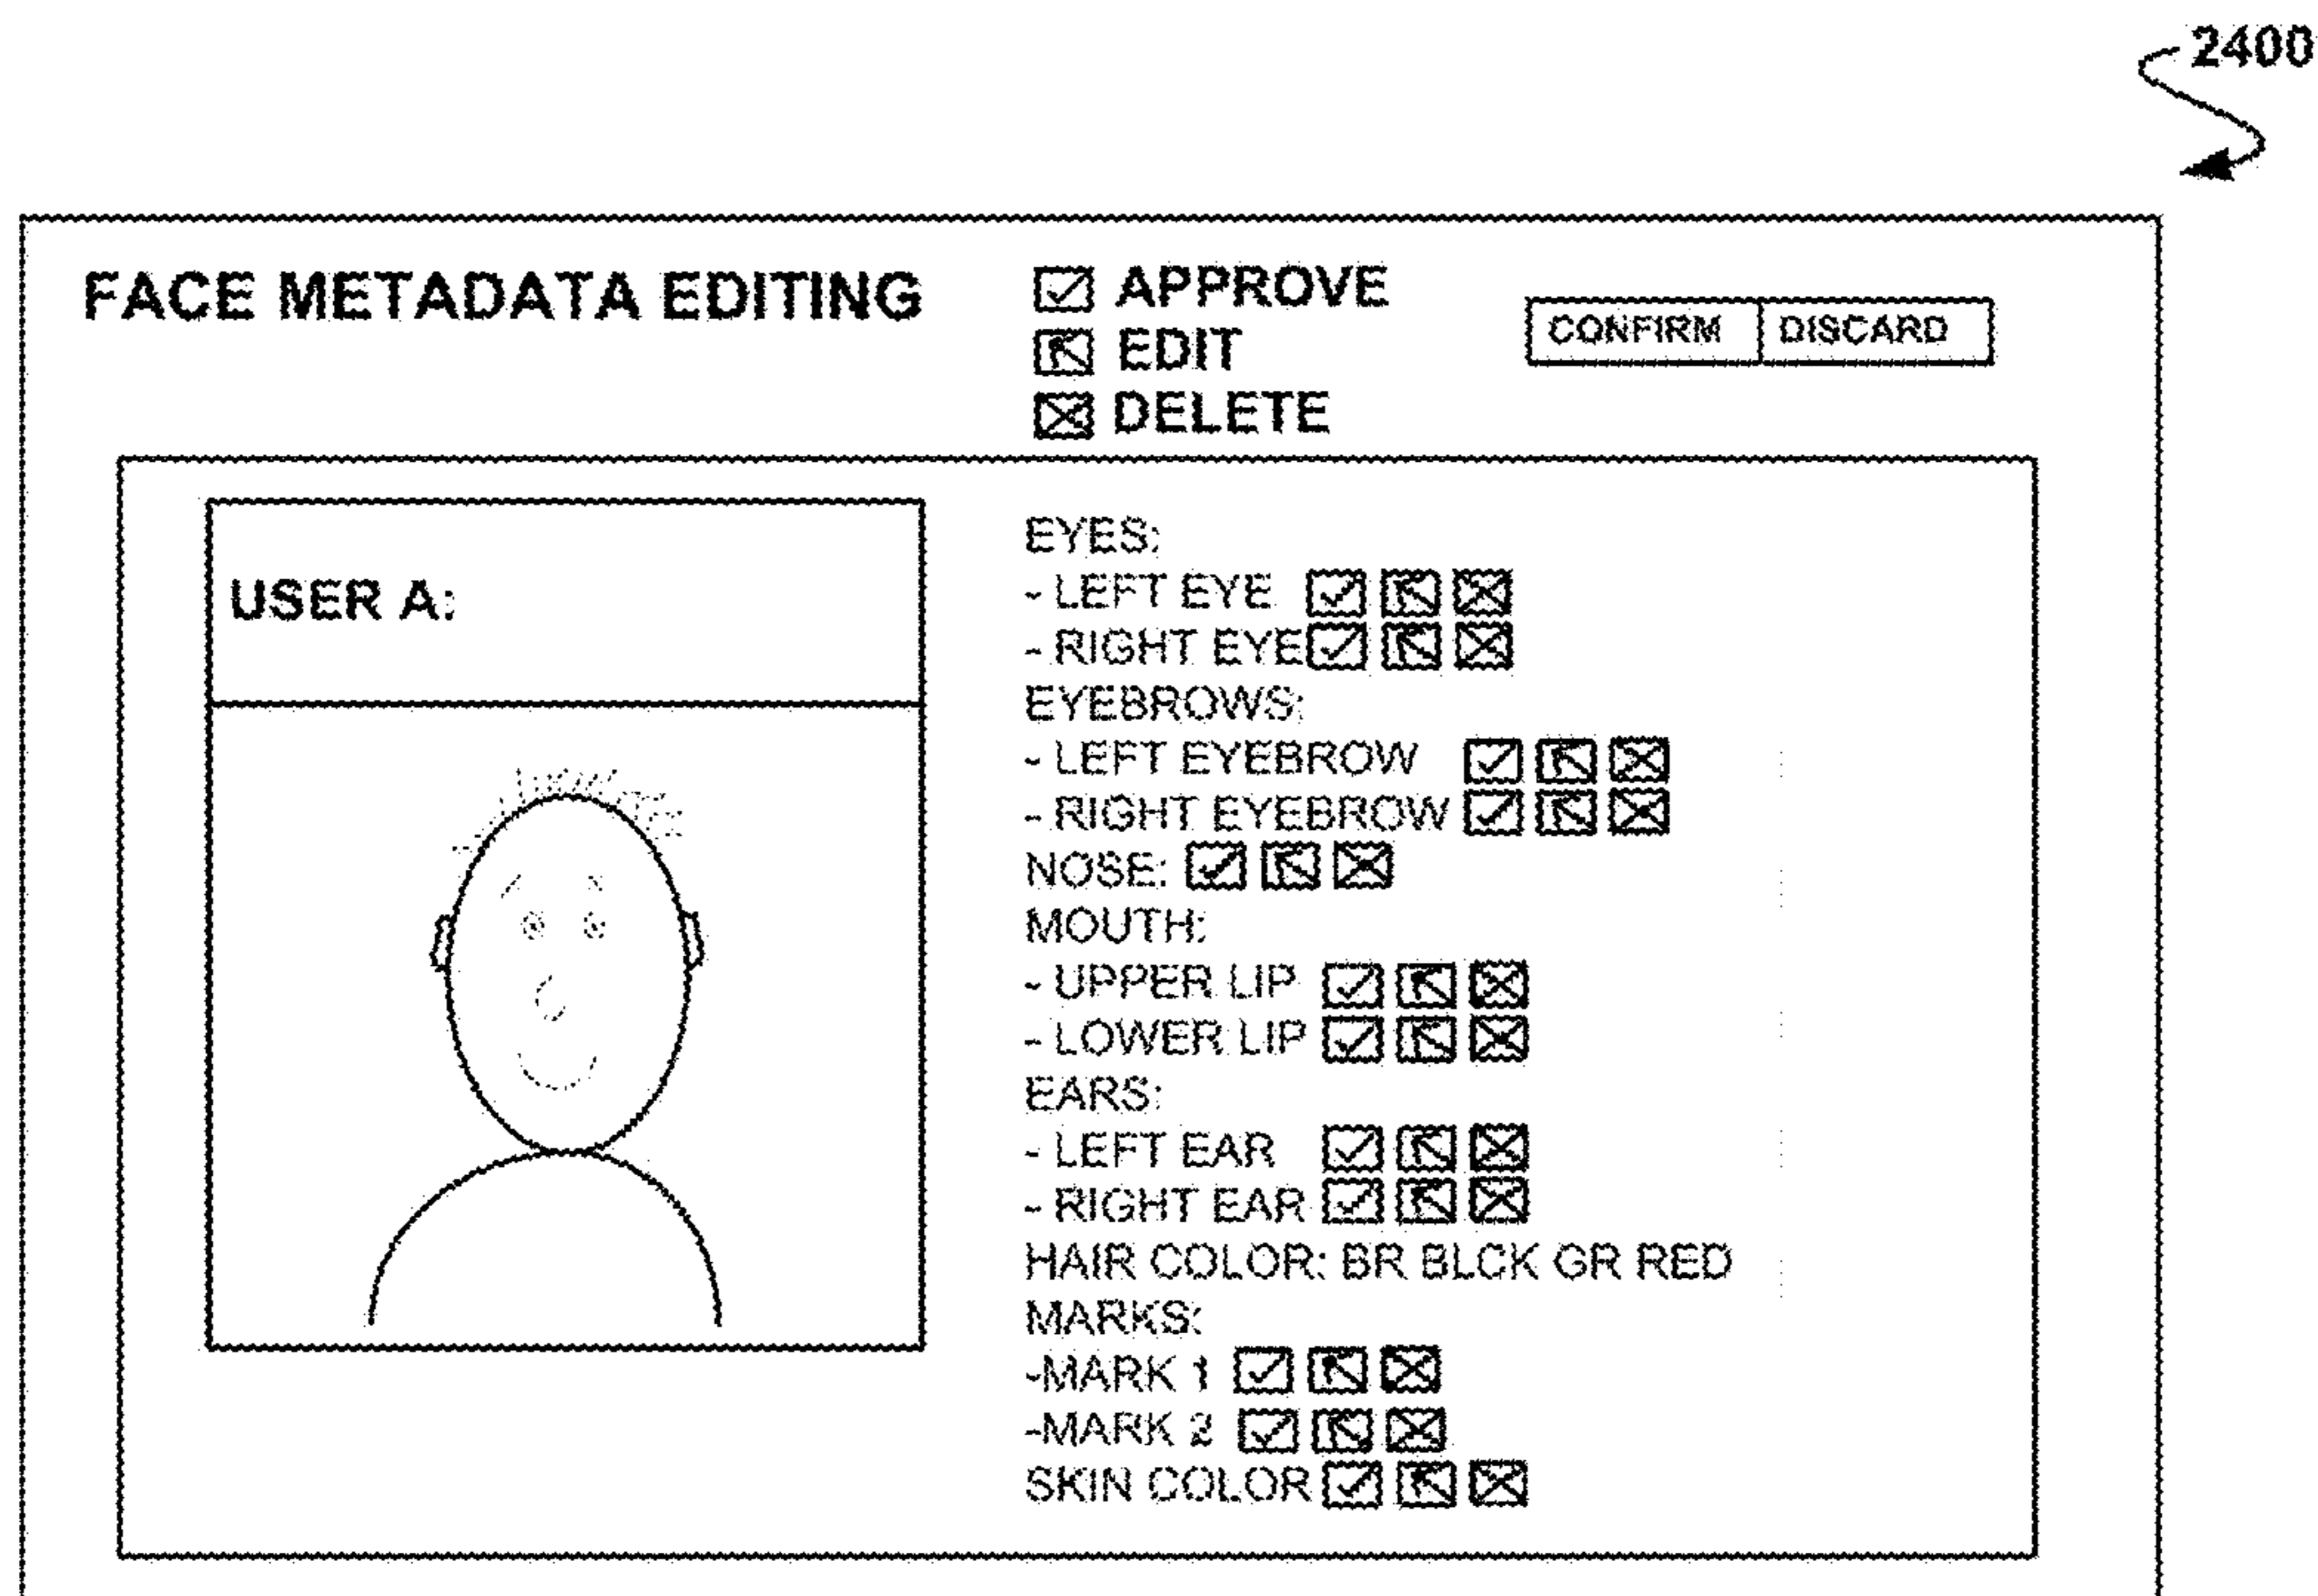 2400
FACE METADATA EDITING
APPROVE
EDIT
DELETE
CONFIRM DISCARD
USER A:
EYES:
- LEFT EYE
- RIGHT EYE
EYEBROWS:
- LEFT EYEBROW
- RIGHT EYEBROW
NOSE:
MOUTH:
- UPPER LIP
- LOWER LIP
EARS:
- LEFT EAR
- RIGHT EAR
HAIR COLOR: BR BLCK GR RED
MARKS:
-MARK 1
-MARK 2
SKIN COLOR